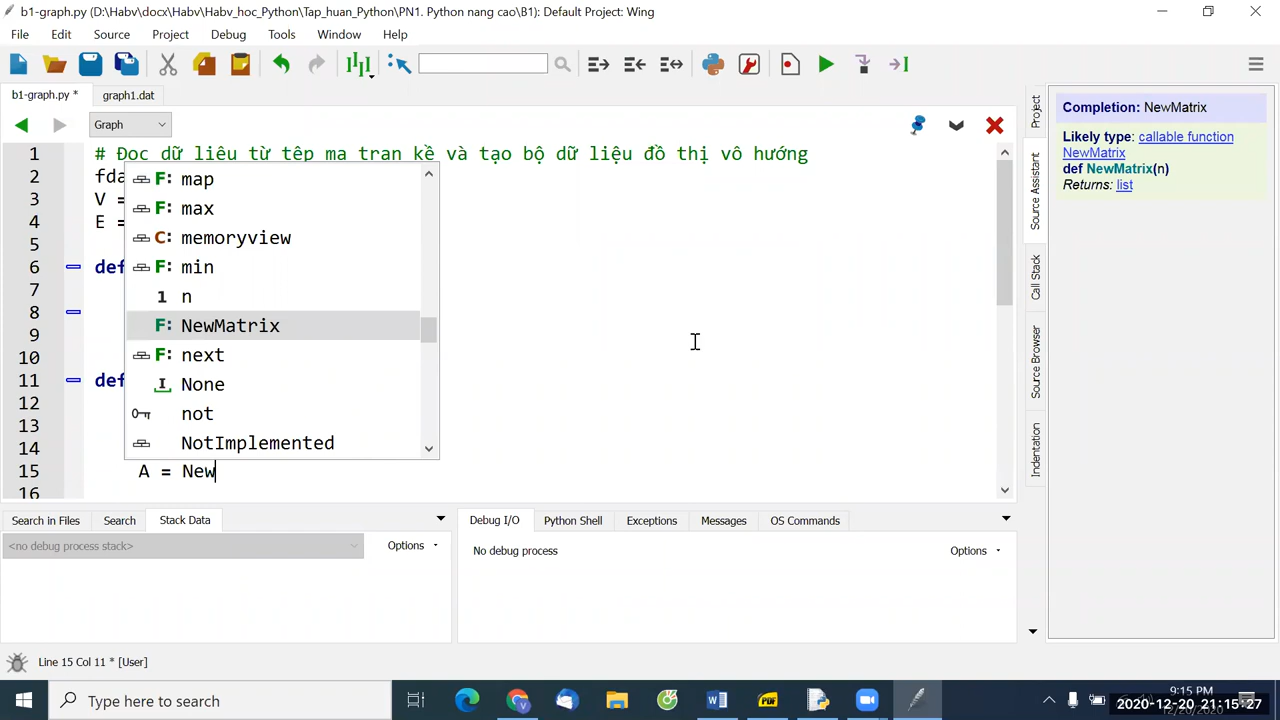 b1-graph.py (D:\Habv\docx\Habv\Habv_hoc_Python\Tap_huan_Python\PN1. Python nang cao\B1): Default Project: Wing
File Edit Source Project Debug Tools Window Help
b1-graph.py * graph1.dat
Graph
1 # Đọc dữ liệu từ tệp ma tran kề và tạo bộ dữ liệu đồ thị vô hướng
2 fda
3 V =
4 E =
5
6 def
7
8
9
10
11 def
12
13
14
15 A = New
16
F: map
F: max
C: memoryview
F: min
1 n
F: NewMatrix
F: next
I None
not
NotImplemented
Project
Source Assistant
Call Stack
Source Browser
Indentation
Completion: NewMatrix
Likely type: callable function
NewMatrix
def NewMatrix(n)
Returns: list
Search in Files Search Stack Data
<no debug process stack> Options
Debug I/O Python Shell Exceptions Messages OS Commands
No debug process Options
Line 15 Col 11 * [User]
Type here to search
9:15 PM
2020-12-20 21:15:27